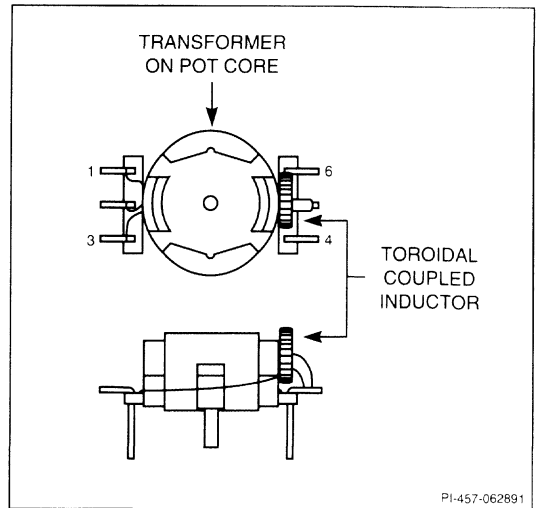 TRANSFORMER
ON POT CORE
1
6
3
4
TOROIDAL
COUPLED
INDUCTOR
PI-457-062891